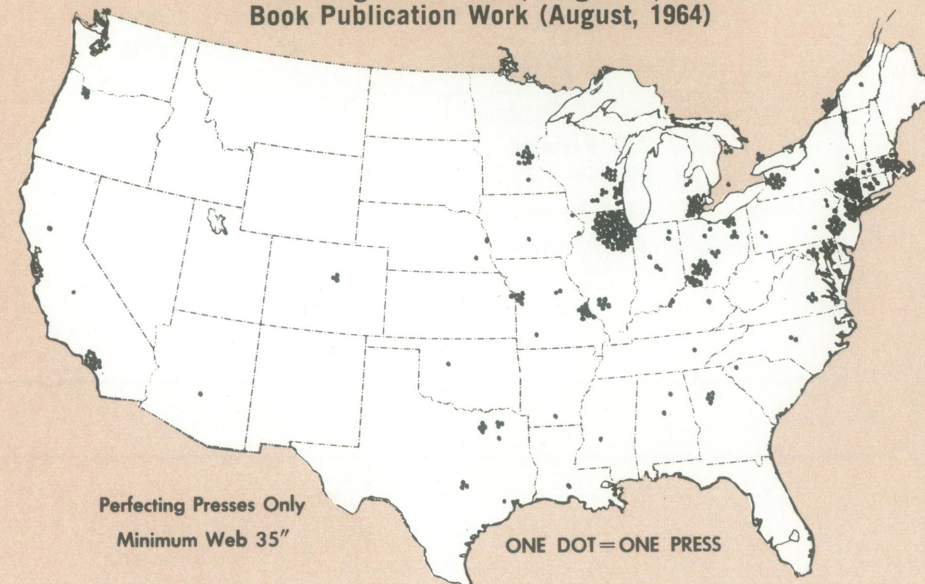 Book Publication Work (August, 1964)
Perfecting Presses Only
Minimum Web 35″
ONE DOT=ONE PRESS